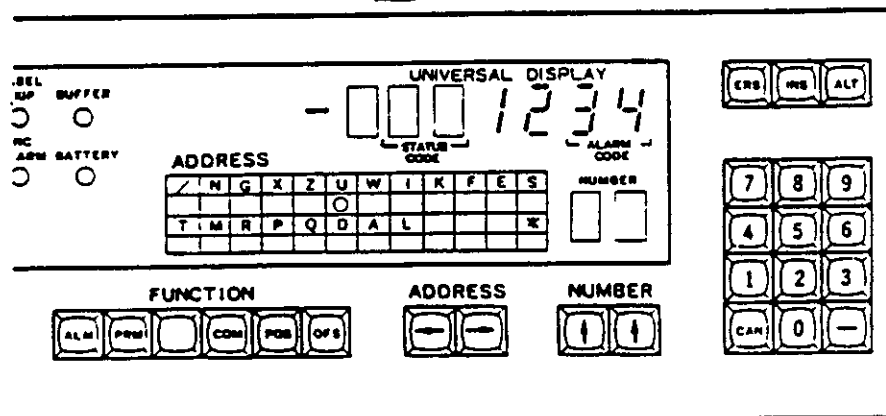 UNIVERSAL DISPLAY
ERS INS ALT
BUFFER
- 1234
STATUS CODE
ALARM CODE
BATTERY
ADDRESS
/ N G X Z U W I K F E S
NUMBER
T M R P Q D A L *
7 8 9
4 5 6
1 2 3
CAN 0 -
FUNCTION
ADDRESS
NUMBER
ALM PRM COM POS OFS